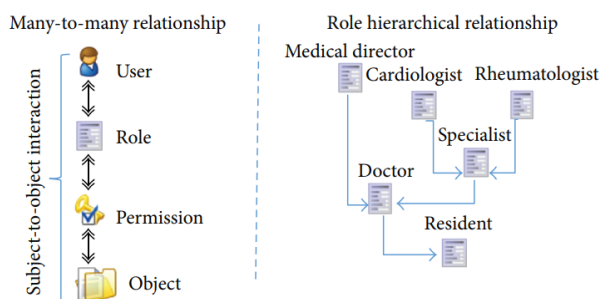 Many-to-many relationship
Subject-to-object interaction
User
Role
Permission
Object
Role hierarchical relationship
Medical director
Cardiologist
Rheumatologist
Specialist
Doctor
Resident